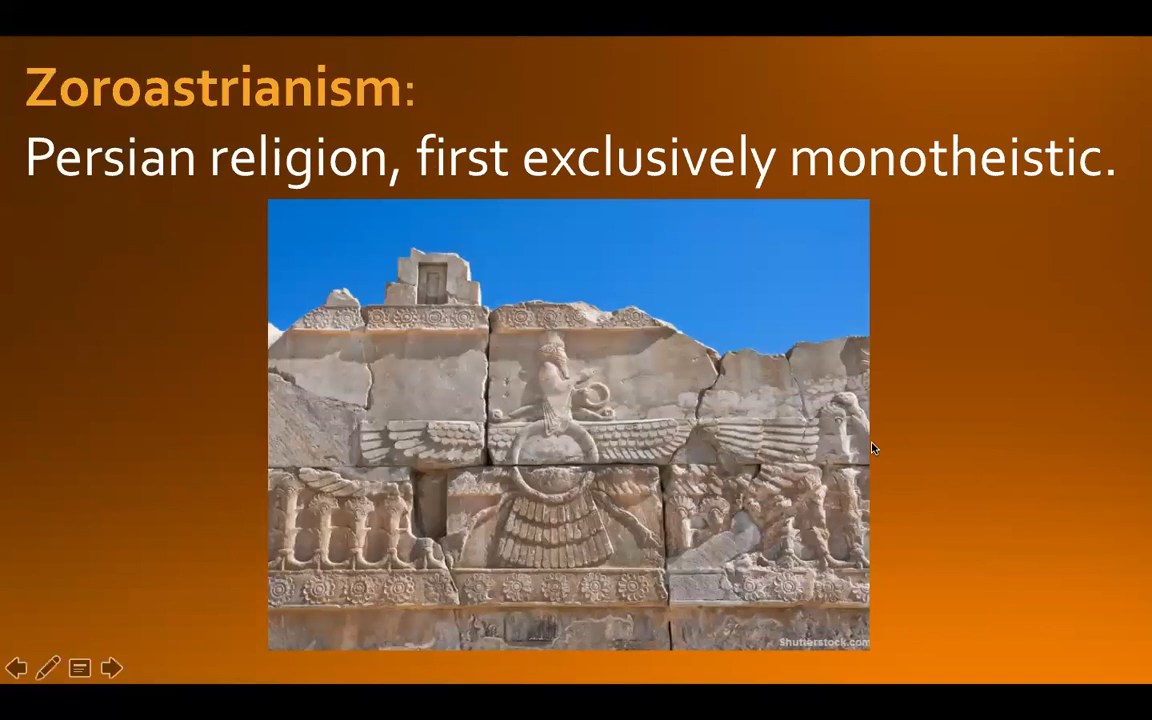 Zoroastrianism:
Persian religion, first exclusively monotheistic.
Shutterstock.com